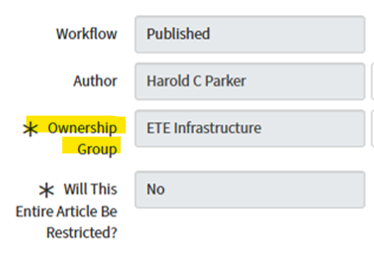 Workflow Published
Author Harold C Parker
* Ownership ETE Infrastructure
Group
* Will This No
Entire Article Be
Restricted?